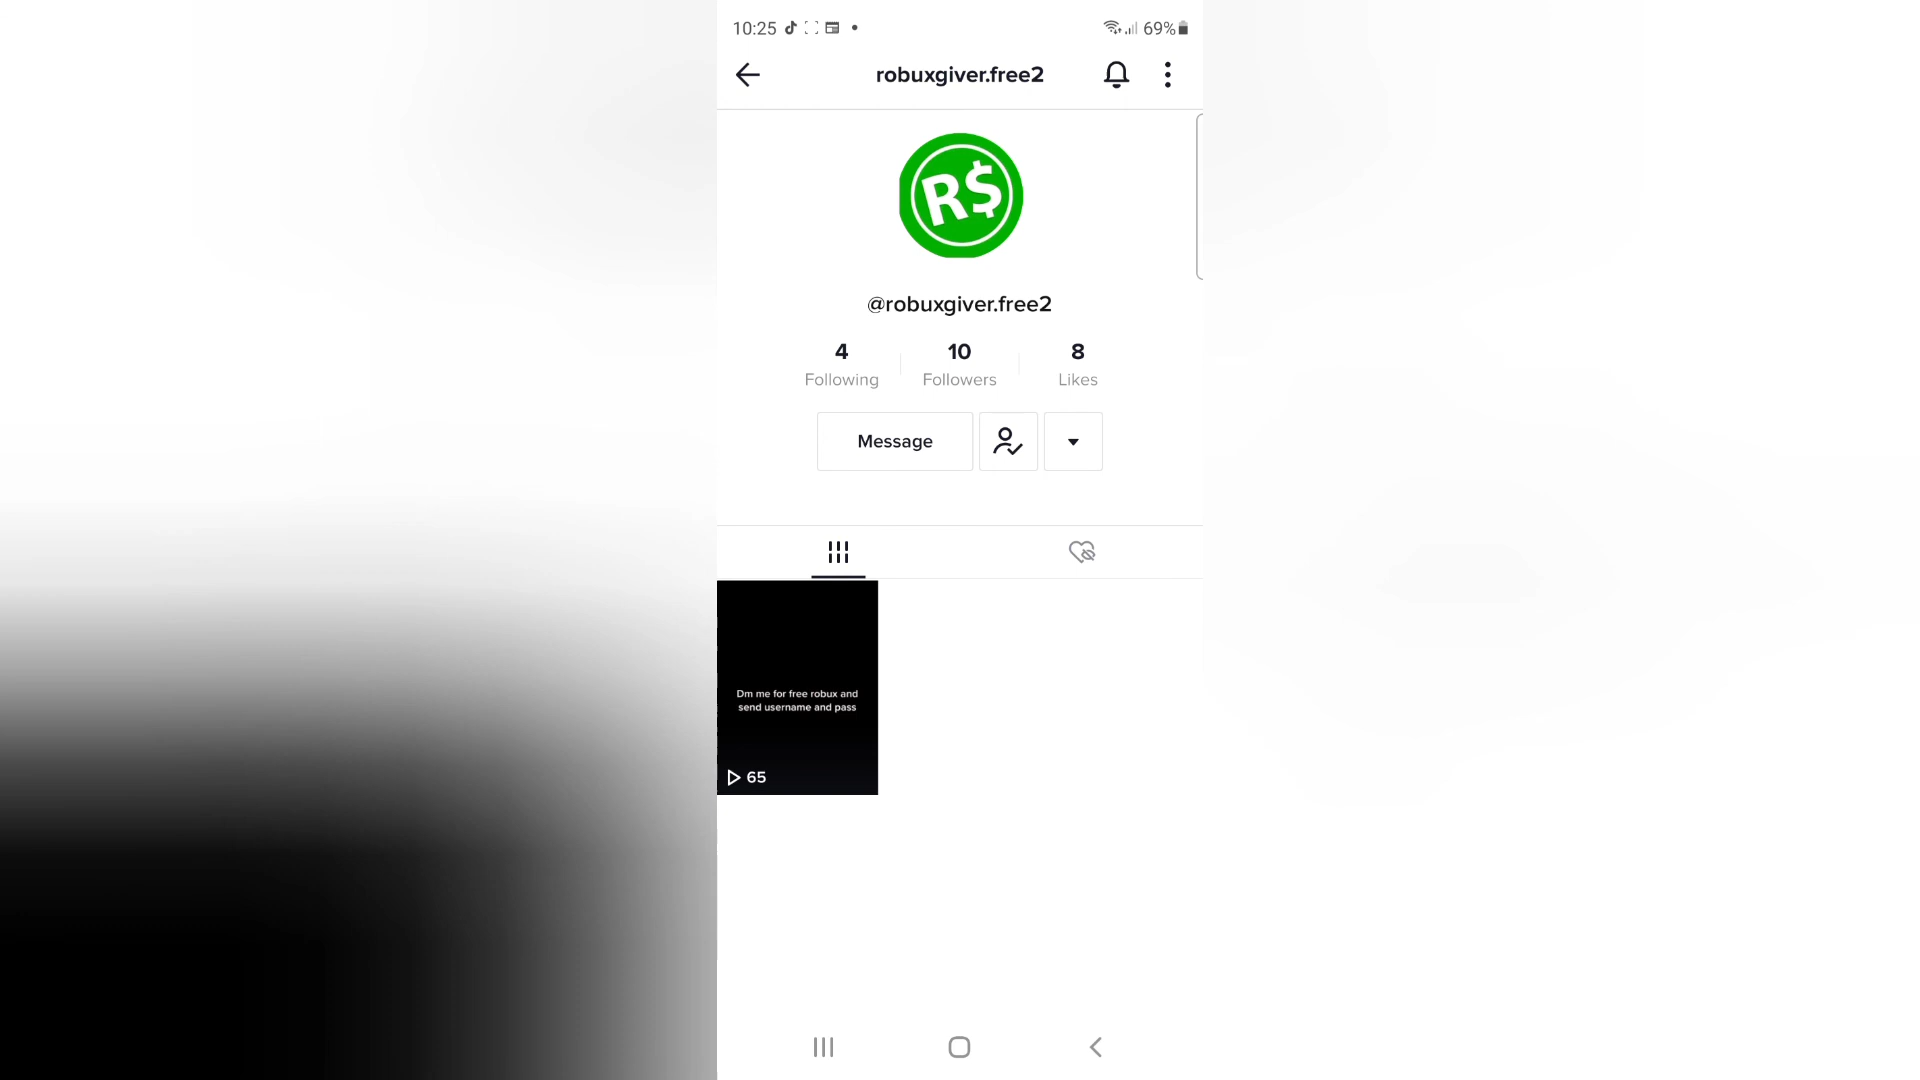 10:25
69%
robuxgiver.free2
R$
@robuxgiver.free2
4 10 8
Following Followers Likes
Message
Dm me for free robux and
send username and pass
65